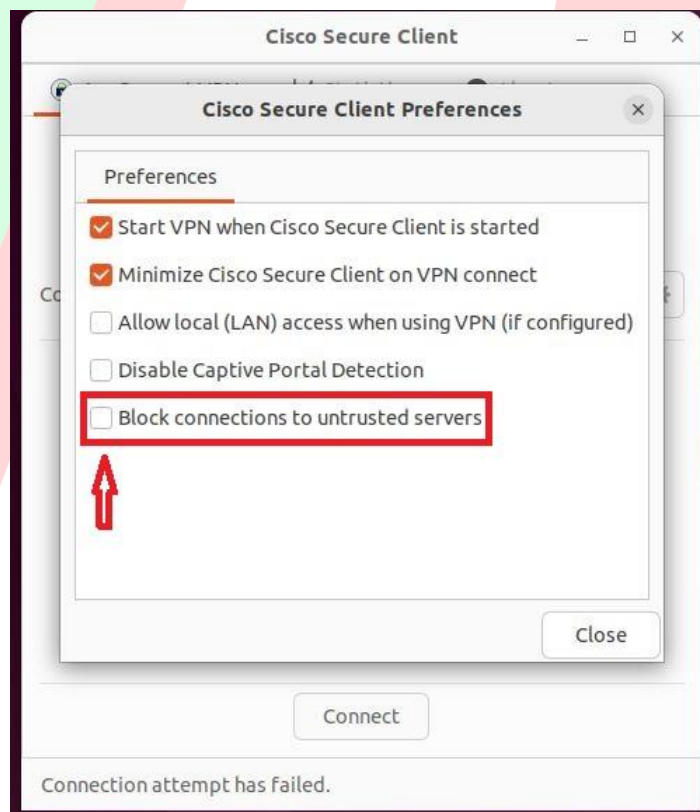 Cisco Secure Client
Cisco Secure Client Preferences
Preferences
Start VPN when Cisco Secure Client is started
Minimize Cisco Secure Client on VPN connect
Allow local (LAN) access when using VPN (if configured)
Disable Captive Portal Detection
Block connections to untrusted servers
Close
Connect
Connection attempt has failed.